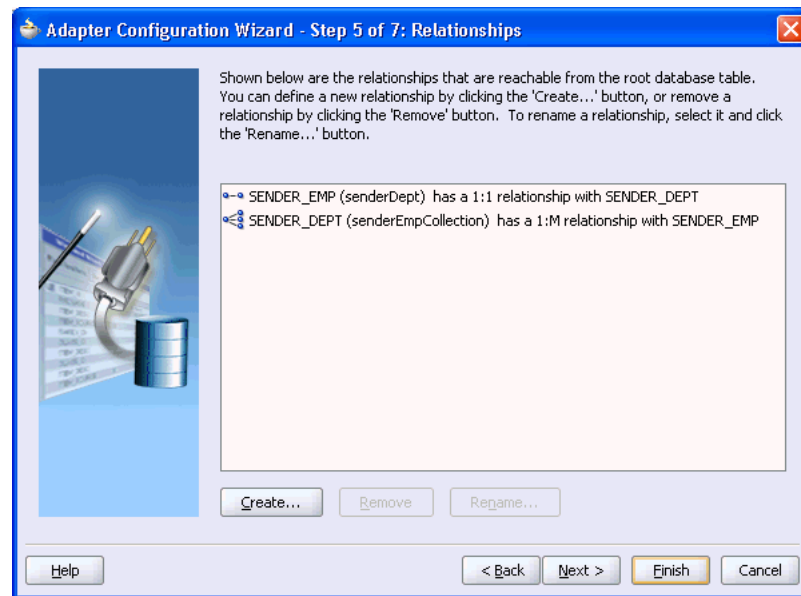 Adapter Configuration Wizard - Step 5 of 7: Relationships
Shown below are the relationships that are reachable from the root database table.
You can define a new relationship by clicking the 'Create...' button, or remove a
relationship by clicking the 'Remove' button. To rename a relationship, select it and click
the 'Rename...' button.
SENDER_EMP (senderDept) has a 1:1 relationship with SENDER_DEPT
SENDER_DEPT (senderEmpCollection) has a 1:M relationship with SENDER_EMP
Create... Remove Rename...
Help < Back Next > Finish Cancel